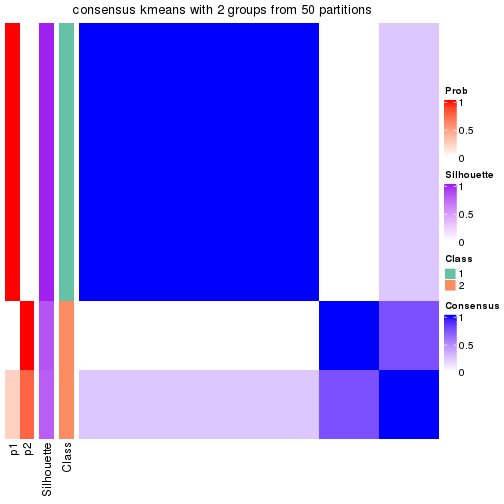 consensus kmeans with 2 groups from 50 partitions
Prob
1
0.5
0
Silhouette
1
0.5
0
Class
1
2
Consensus
1
0.5
0
p1
p2
Silhouette
Class